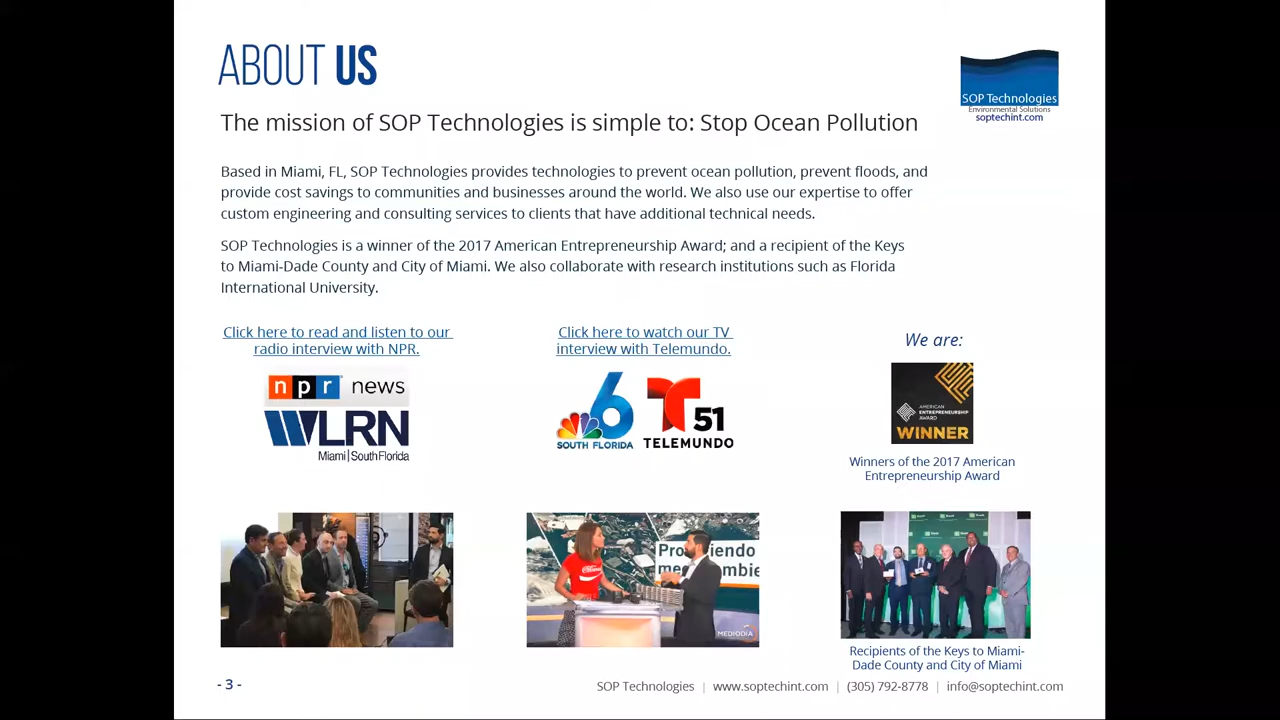 ABOUT US
SOP Technologies
Environmental Solutions
soptechint.com
The mission of SOP Technologies is simple to: Stop Ocean Pollution
Based in Miami, FL, SOP Technologies provides technologies to prevent ocean pollution, prevent floods, and
provide cost savings to communities and businesses around the world. We also use our expertise to offer
custom engineering and consulting services to clients that have additional technical needs.
SOP Technologies is a winner of the 2017 American Entrepreneurship Award; and a recipient of the Keys
to Miami-Dade County and City of Miami. We also collaborate with research institutions such as Florida
International University.
Click here to read and listen to our
radio interview with NPR.
npr news
WLRN
Miami|South Florida
Click here to watch our TV
interview with Telemundo.
6
SOUTH FLORIDA
T 51
TELEMUNDO
We are:
AMERICAN
ENTREPRENEURSHIP
AWARD
WINNER
Winners of the 2017 American
Entrepreneurship Award
MEDIODÍA
Recipients of the Keys to Miami-
Dade County and City of Miami
- 3 -
SOP Technologies | www.soptechint.com | (305) 792-8778 | info@soptechint.com